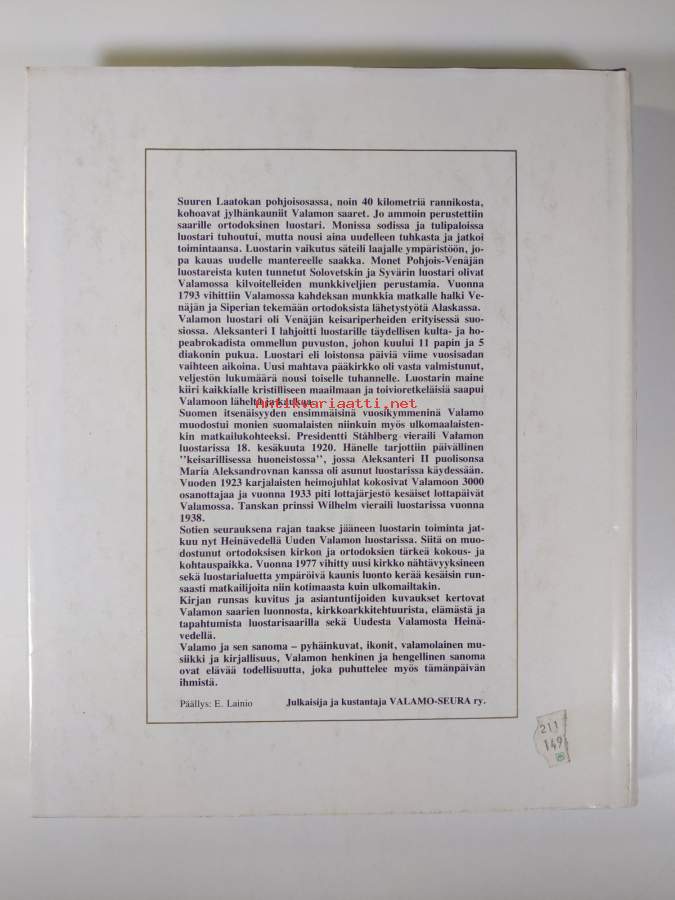 Suuren Laatokan pohjoisosassa, noin 40 kilometriä rannikosta,
kohoavat jylhänkauniit Valamon saaret. Jo ammoin perustettiin
saarille ortodoksinen luostari. Monissa sodissa ja tulipaloissa
luostari tuhoutui, mutta nousi aina uudelleen tuhkasta ja jatkoi
toimintaansa. Luostarin vaikutus säteili laajalle ympäristöön, jo-
pa kauas uudelle mantereelle saakka. Monet Pohjois-Venäjän
luostareista kuten tunnetut Solovetskin ja Syvärin luostari olivat
Valamossa kilvoitelleiden munkkiveljien perustamia. Vuonna
1793 vihittiin Valamossa kahdeksan munkkia matkalle halki Ve-
näjän ja Siperian tekemään ortodoksista lähetystyötä Alaskassa.
Valamon luostari oli Venäjän keisariperheiden erityisessä suo-
siossa. Aleksanteri I lahjoitti luostarille täydellisen kulta- ja ho-
peabrokadista ommellun puvuston, johon kuului 11 papin ja 5
diakonin pukua. Luostari eli loistonsa päiviä viime vuosisadan
vaihteen aikoina. Uusi mahtava pääkirkko oli vasta valmistunut,
veljestön lukumäärä nousi toiselle tuhannelle. Luostarin maine
kiiri kaikkialle kristilliseen maailmaan ja toivioretkeläisiä saapui
Valamoon läheltä ja kaukaa.
Antikvariaatti.net
Suomen itsenäisyyden ensimmäisinä vuosikymmeninä Valamo
muodostui monien suomalaisten niinkuin myös ulkomaalaisten-
kin matkailukohteeksi. Presidentti Ståhlberg vieraili Valamon
luostarissa 18. kesäkuuta 1920. Hänelle tarjottiin päivällinen
"keisarillisessa huoneistossa", jossa Aleksanteri II puolisonsa
Maria Aleksandrovnan kanssa oli asunut luostarissa käydessään.
Vuoden 1923 karjalaisten heimojuhlat kokosivat Valamoon 3000
osanottajaa ja vuonna 1933 piti lottajärjestö kesäiset lottapäivät
Valamossa. Tanskan prinssi Wilhelm vieraili luostarissa vuonna
1938.
Sotien seurauksena rajan taakse jääneen luostarin toiminta jat-
kuu nyt Heinävedellä Uuden Valamon luostarissa. Siitä on muo-
dostunut ortodoksisen kirkon ja ortodoksien tärkeä kokous- ja
kohtauspaikka. Vuonna 1977 vihitty uusi kirkko nähtävyyksineen
sekä luostarialuetta ympäröivä kaunis luonto kerää kesäisin run-
saasti matkailijoita niin kotimaasta kuin ulkomailtakin.
Kirjan runsas kuvitus ja asiantuntijoiden kuvaukset kertovat
Valamon saarien luonnosta, kirkkoarkkitehtuurista, elämästä ja
tapahtumista luostarisaarilla sekä Uudesta Valamosta Heinä-
vedellä.
Valamo ja sen sanoma – pyhäinkuvat, ikonit, valamolainen mu-
siikki ja kirjallisuus, Valamon henkinen ja hengellinen sanoma
ovat elävää todellisuutta, joka puhuttelee myös tämänpäivän
ihmistä.
Päällys: E. Lainio Julkaisija ja kustantaja VALAMO-SEURA ry.
211
149